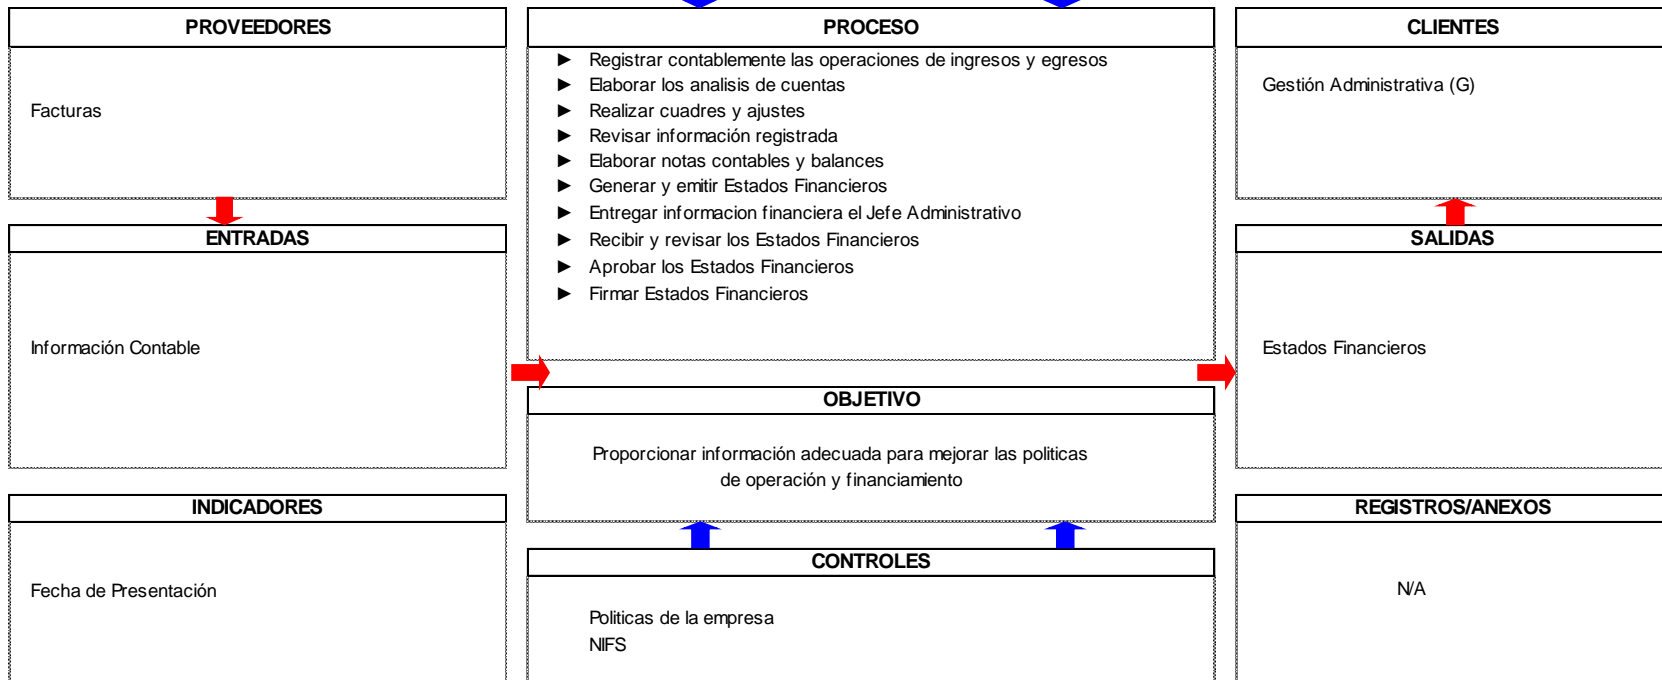 PROVEEDORES
Facturas
ENTRADAS
Información Contable
INDICADORES
Fecha de Presentación
PROCESO
► Registrar contablemente las operaciones de ingresos y egresos
► Elaborar los analisis de cuentas
► Realizar cuadres y ajustes
► Revisar información registrada
► Elaborar notas contables y balances
► Generar y emitir Estados Financieros
► Entregar informacion financiera el Jefe Administrativo
► Recibir y revisar los Estados Financieros
► Aprobar los Estados Financieros
► Firmar Estados Financieros
OBJETIVO
Proporcionar información adecuada para mejorar las politicas
de operación y financiamiento
CONTROLES
Politicas de la empresa
NIFS
CLIENTES
Gestión Administrativa (G)
SALIDAS
Estados Financieros
REGISTROS/ANEXOS
N/A